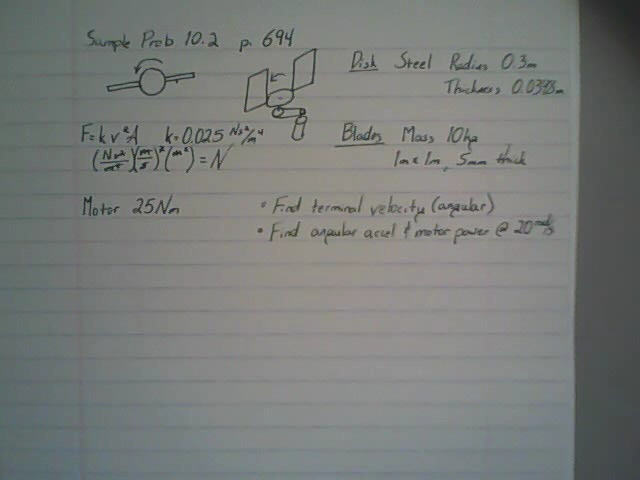 Sample Prob 10.2 p. 694
Disk Steel Radius 0.3m
Thickness 0.0398m
F = k v²A k = 0.025 Ns²/m⁴
(Ns²/m⁴)(m/s)²(m²) = N
Blades Mass 10kg
1m x 1m, 5mm thick
Motor 25Nm
• Find terminal velocity (angular)
• Find angular accel & motor power @ 20 rad/s